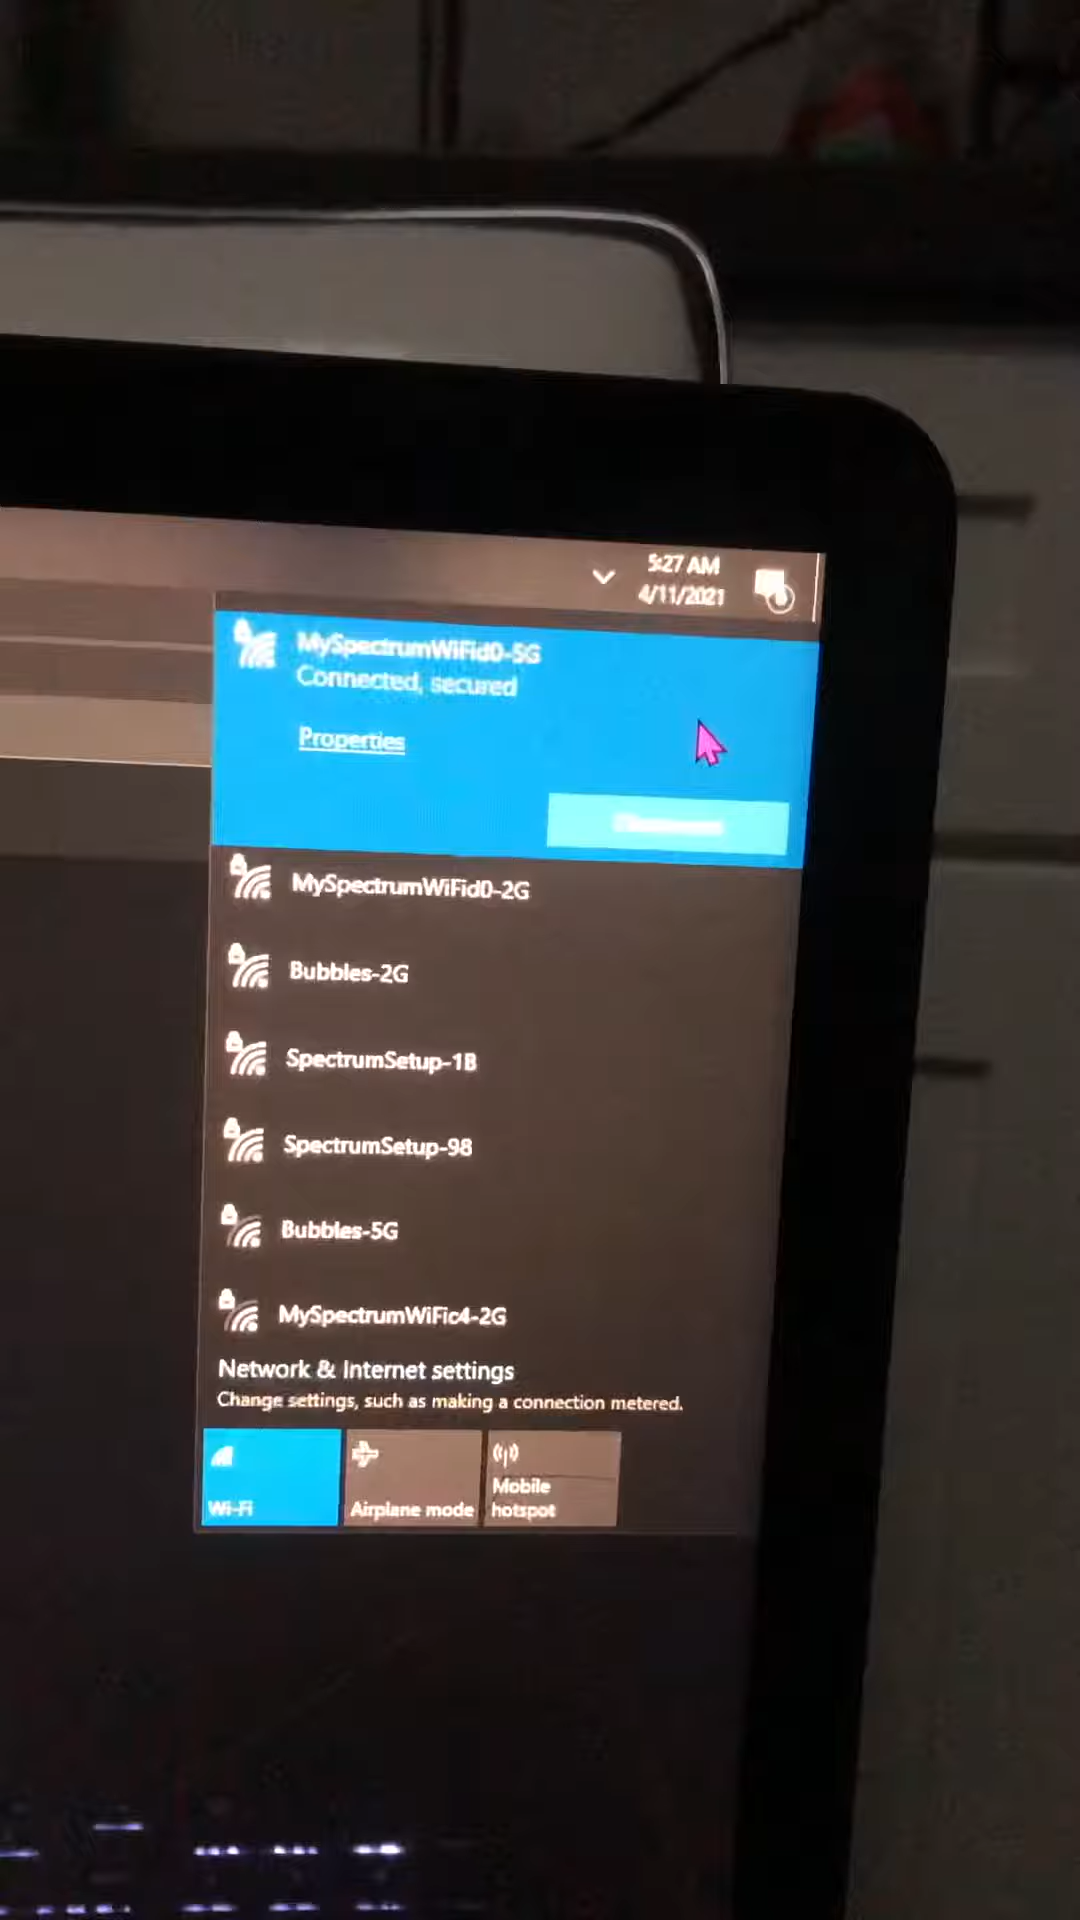 5:27 AM
4/11/2021
MySpectrumWiFid0-5G
Connected, secured
Properties
MySpectrumWiFid0-2G
Bubbles-2G
SpectrumSetup-1B
SpectrumSetup-98
Bubbles-5G
MySpectrumWiFic4-2G
Network & Internet settings
Change settings, such as making a connection metered.
Wi-Fi
Airplane mode
Mobile
hotspot